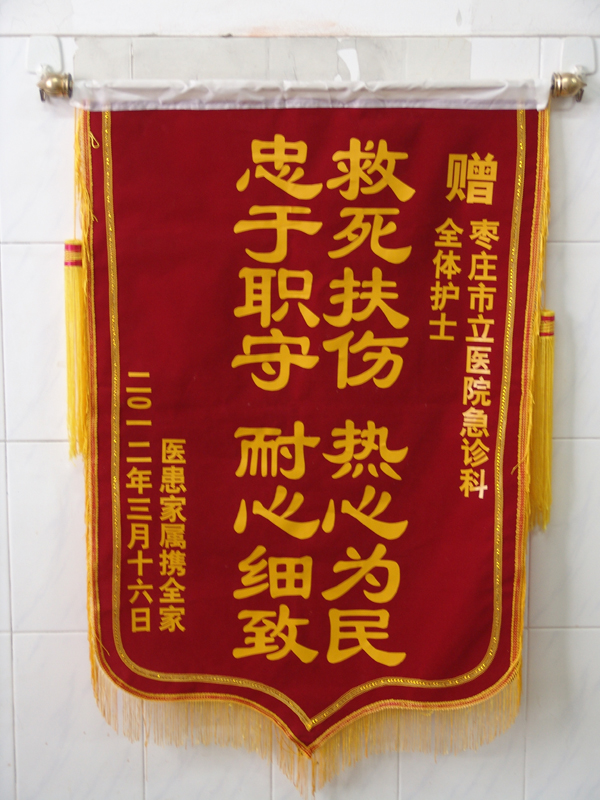 赠
枣庄市立医院急诊科
全体护士
救死扶伤 热心为民
忠于职守 耐心细致
医患家属携全家
二〇一二年三月十六日